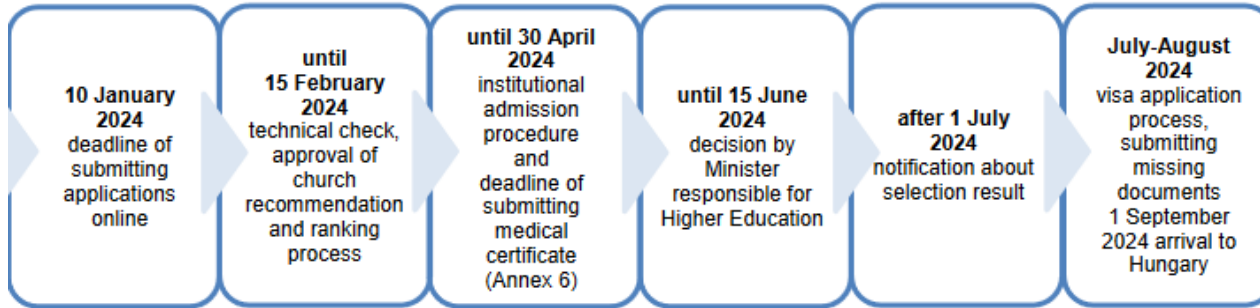 10 January
2024
deadline of
submitting
applications
online
until
15 February
2024
technical check,
approval of
church
recommendation
and ranking
process
until 30 April
2024
institutional
admission
procedure
and
deadline of
submitting
medical
certificate
(Annex 6)
until 15 June
2024
decision by
Minister
responsible for
Higher Education
after 1 July
2024
notification about
selection result
July-August
2024
visa application
process,
submitting
missing
documents
1 September
2024 arrival to
Hungary